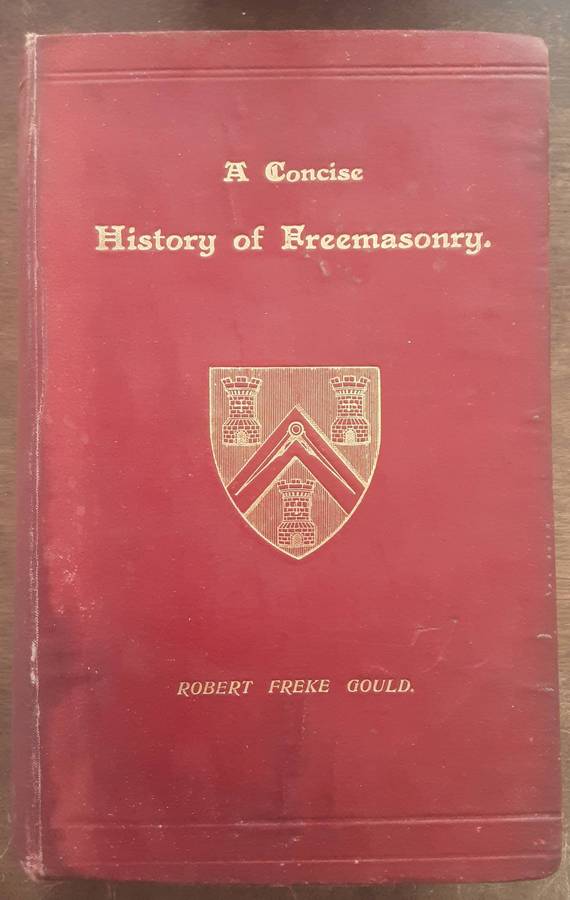 A Concise
History of Freemasonry.
ROBERT FREKE GOULD.